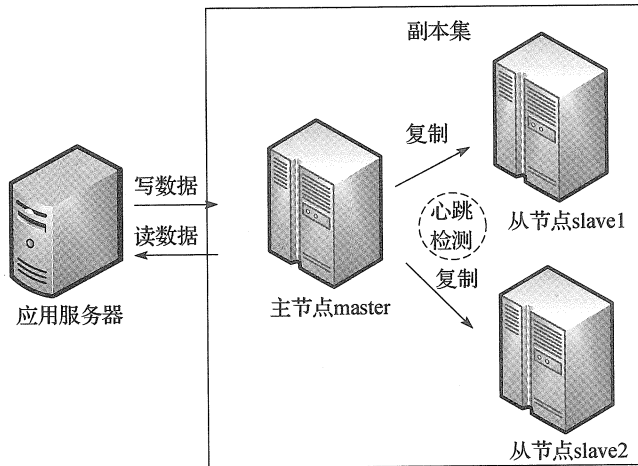 副本集
复制
写数据
心跳
检测
从节点slave1
读数据
复制
应用服务器
主节点master
从节点slave2